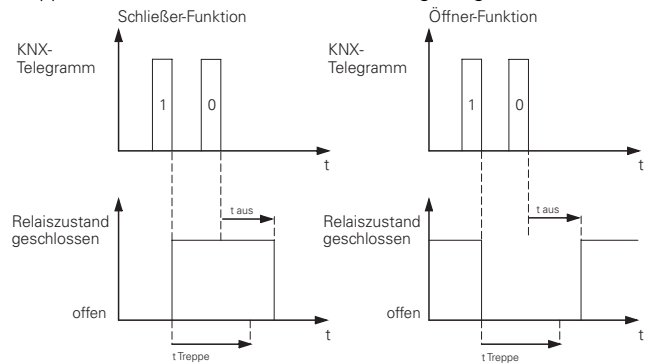 Schließer-Funktion
KNX-
Telegramm
1
0
t
Relaiszustand
geschlossen
t aus
offen
t
t Treppe
Öffner-Funktion
KNX-
Telegramm
1
0
t
Relaiszustand
geschlossen
t aus
offen
t
t Treppe